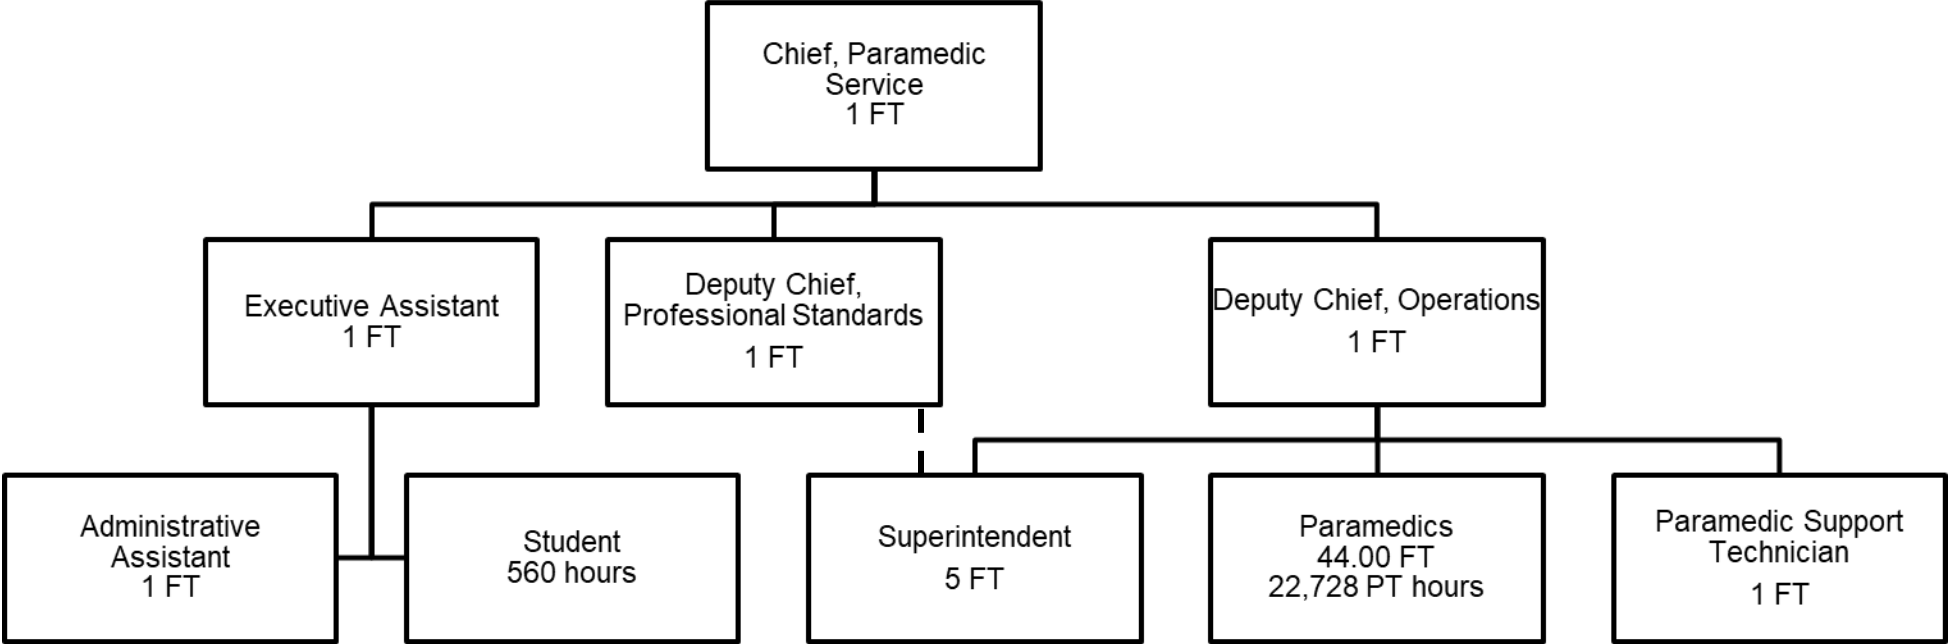 Chief, Paramedic
Service
1 FT
Executive Assistant
1 FT
Deputy Chief,
Professional Standards
1 FT
Deputy Chief, Operations
1 FT
Administrative
Assistant
1 FT
Student
560 hours
Superintendent
5 FT
Paramedics
44.00 FT
22,728 PT hours
Paramedic Support
Technician
1 FT